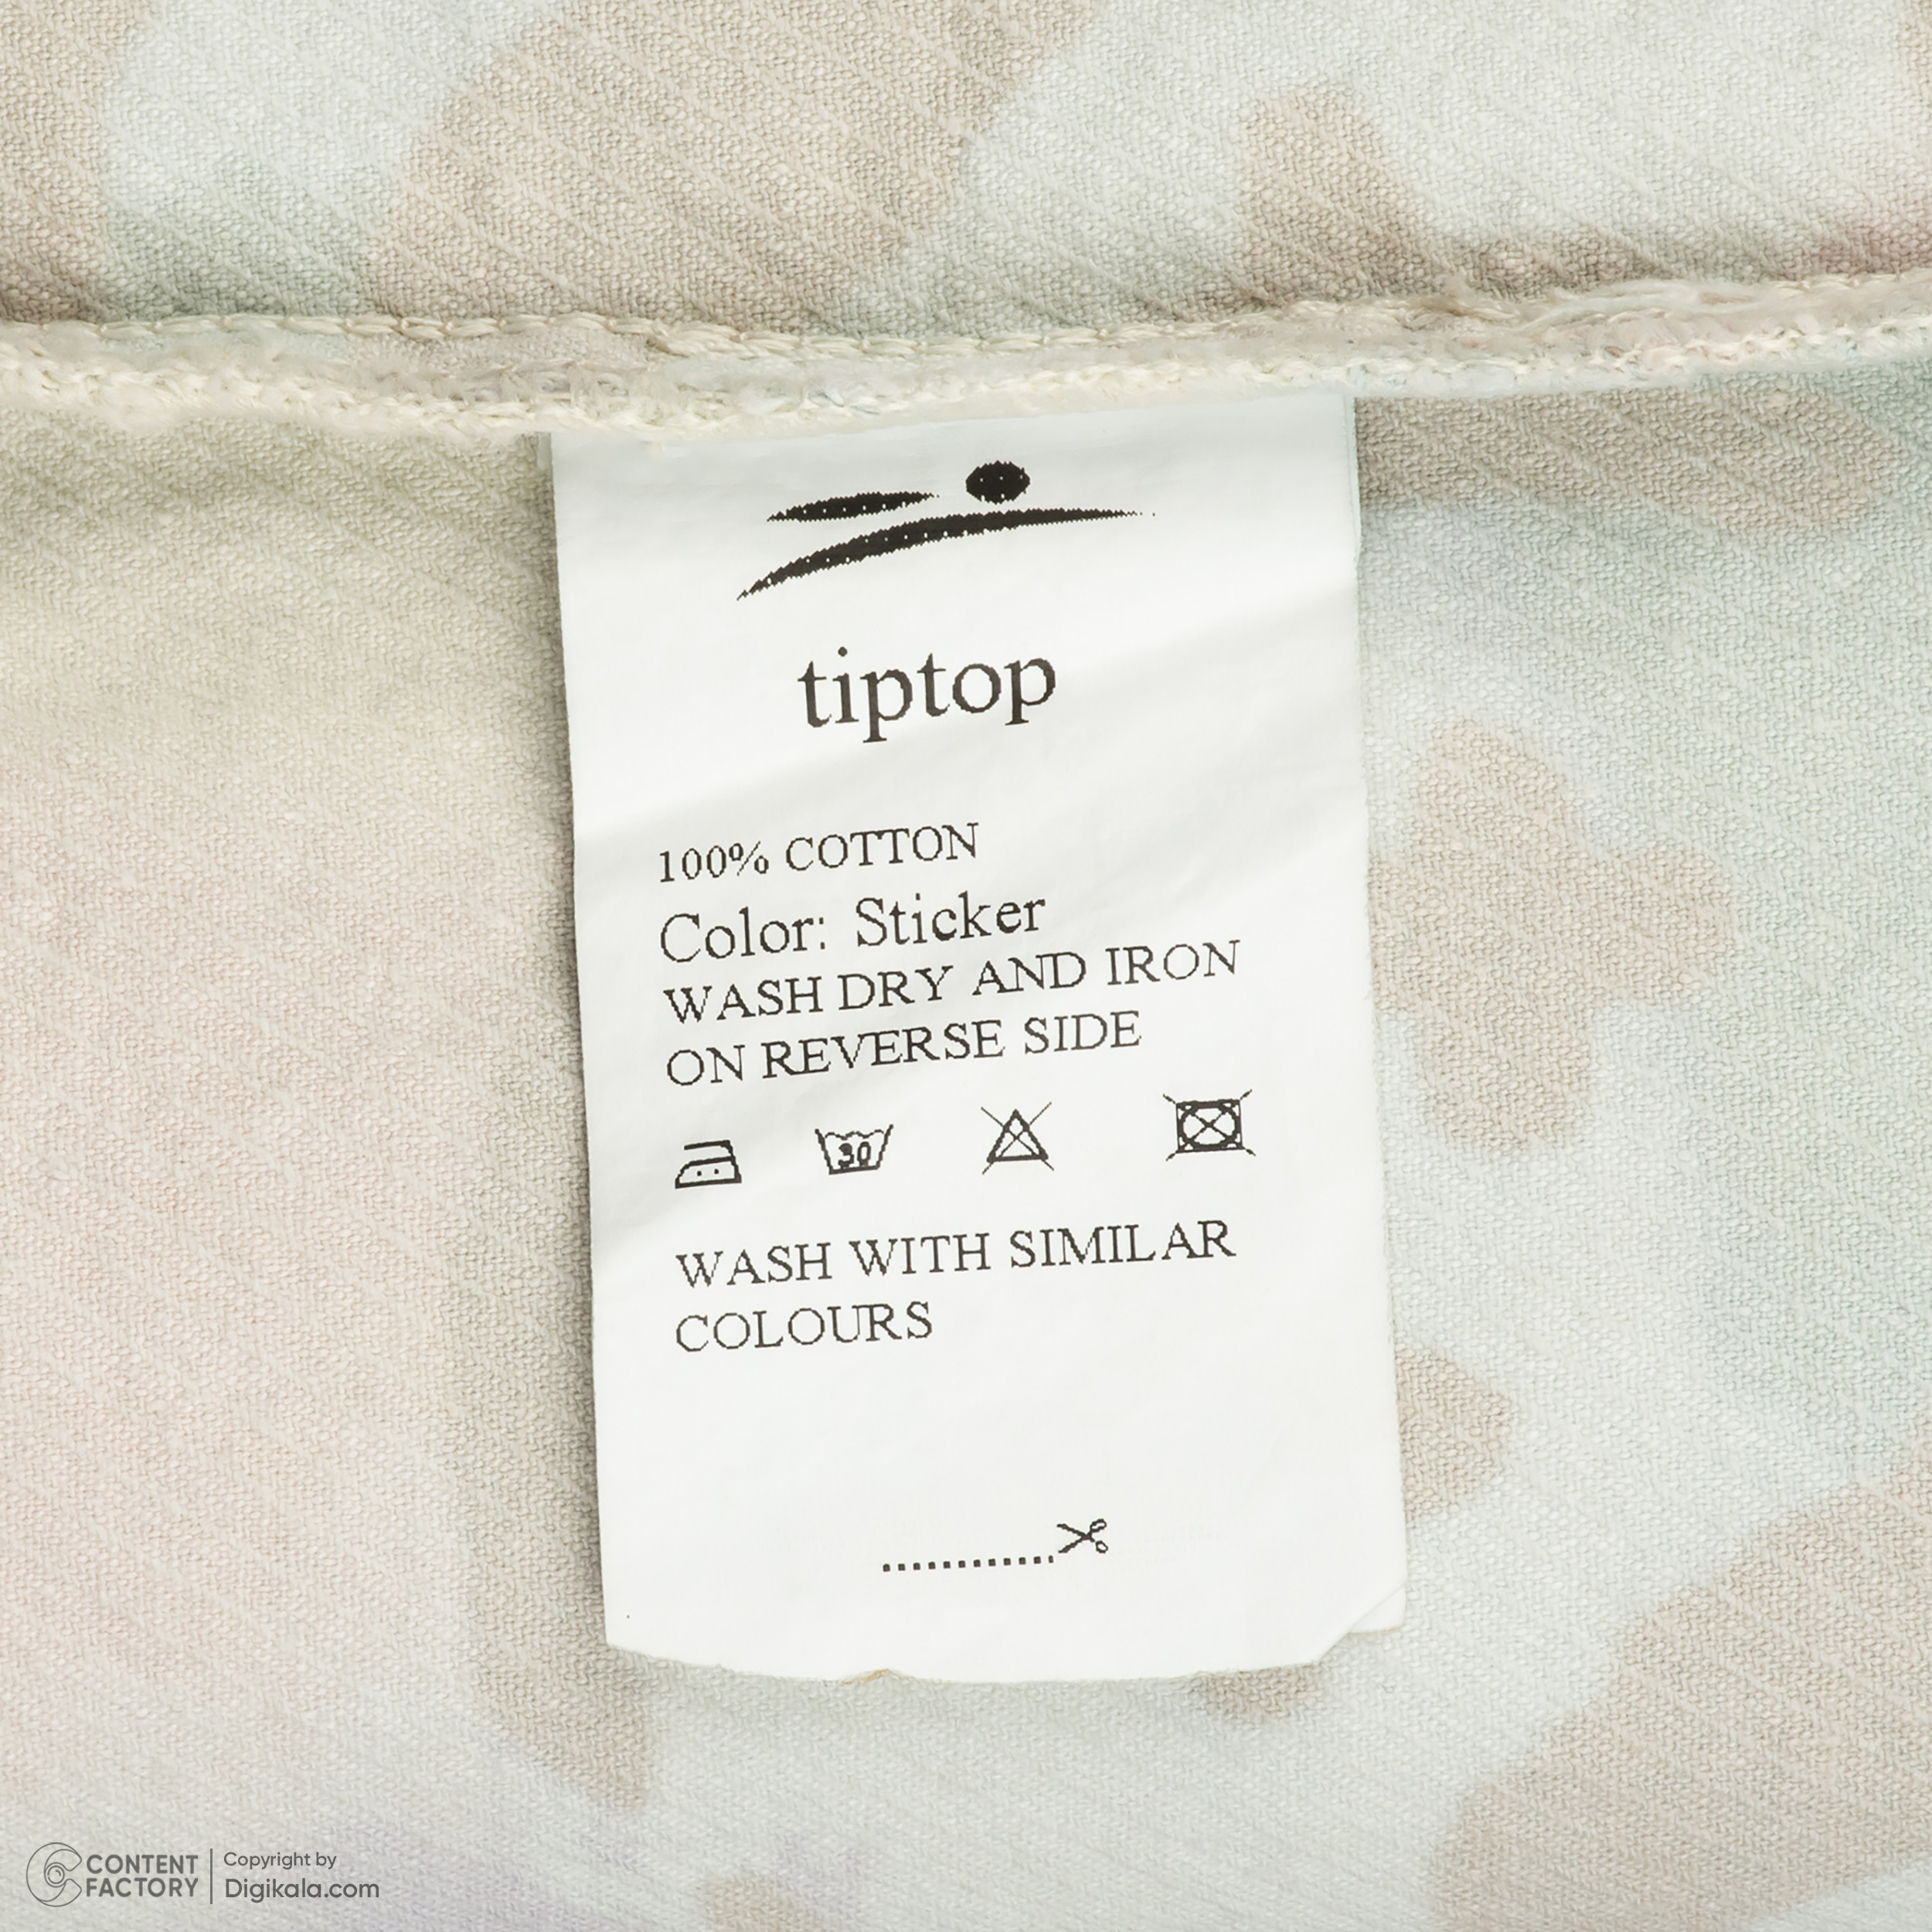 tiptop
100% COTTON
Color: Sticker
WASH DRY AND IRON
ON REVERSE SIDE
30
WASH WITH SIMILAR
COLOURS
CONTENT
FACTORY
Copyright by
Digikala.com